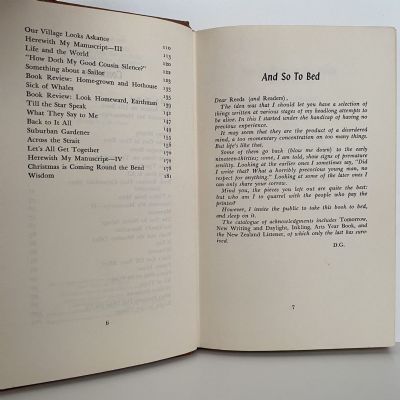 Our Village Looks Askance 110
Herewith My Manuscript—III 113
Life and the World 115
"How Doth My Good Cousin Silence?" 119
Something about a Sailor 122
Book Review: Home-grown and Hothouse
Sick of Whales
Book Review: Look Homeward, Earthman
Till the Star Speak
What They Say to Me
Back to It All
Suburban Gardener
Across the Strait
Let's All Get Together
Herewith My Manuscript—IV
Christmas is Coming Round the Bend
Wisdom 181
6
And So To Bed
Dear Reeds (and Readers),
The idea was that I should let you have a selection of
things written at various stages of my headlong attempts to
be alive. In this I started under the handicap of having no
previous experience.
It may seem that they are the product of a disordered
mind, a too momentary concentration on too many things.
But life's like that.
Some of them go back (blow me down) to the early
nineteen-thirties; some, I am told, show signs of premature
senility. Looking at the earlier ones I sometimes say, "Did
I write that? What a horribly precocious young man, no
respect for anything." Looking at some of the later ones I
can only share your sorrow.
Mind you, the pieces you left out are quite the best:
but who am I to quarrel with the people who pay the
printer?
However, I invite the public to take this book to bed,
and sleep on it.
The catalogue of acknowledgments includes Tomorrow,
New Writing and Daylight, Inkling, Arts Year Book, and
the New Zealand Listener, of which only the last has sur-
vived.
D.G.
7